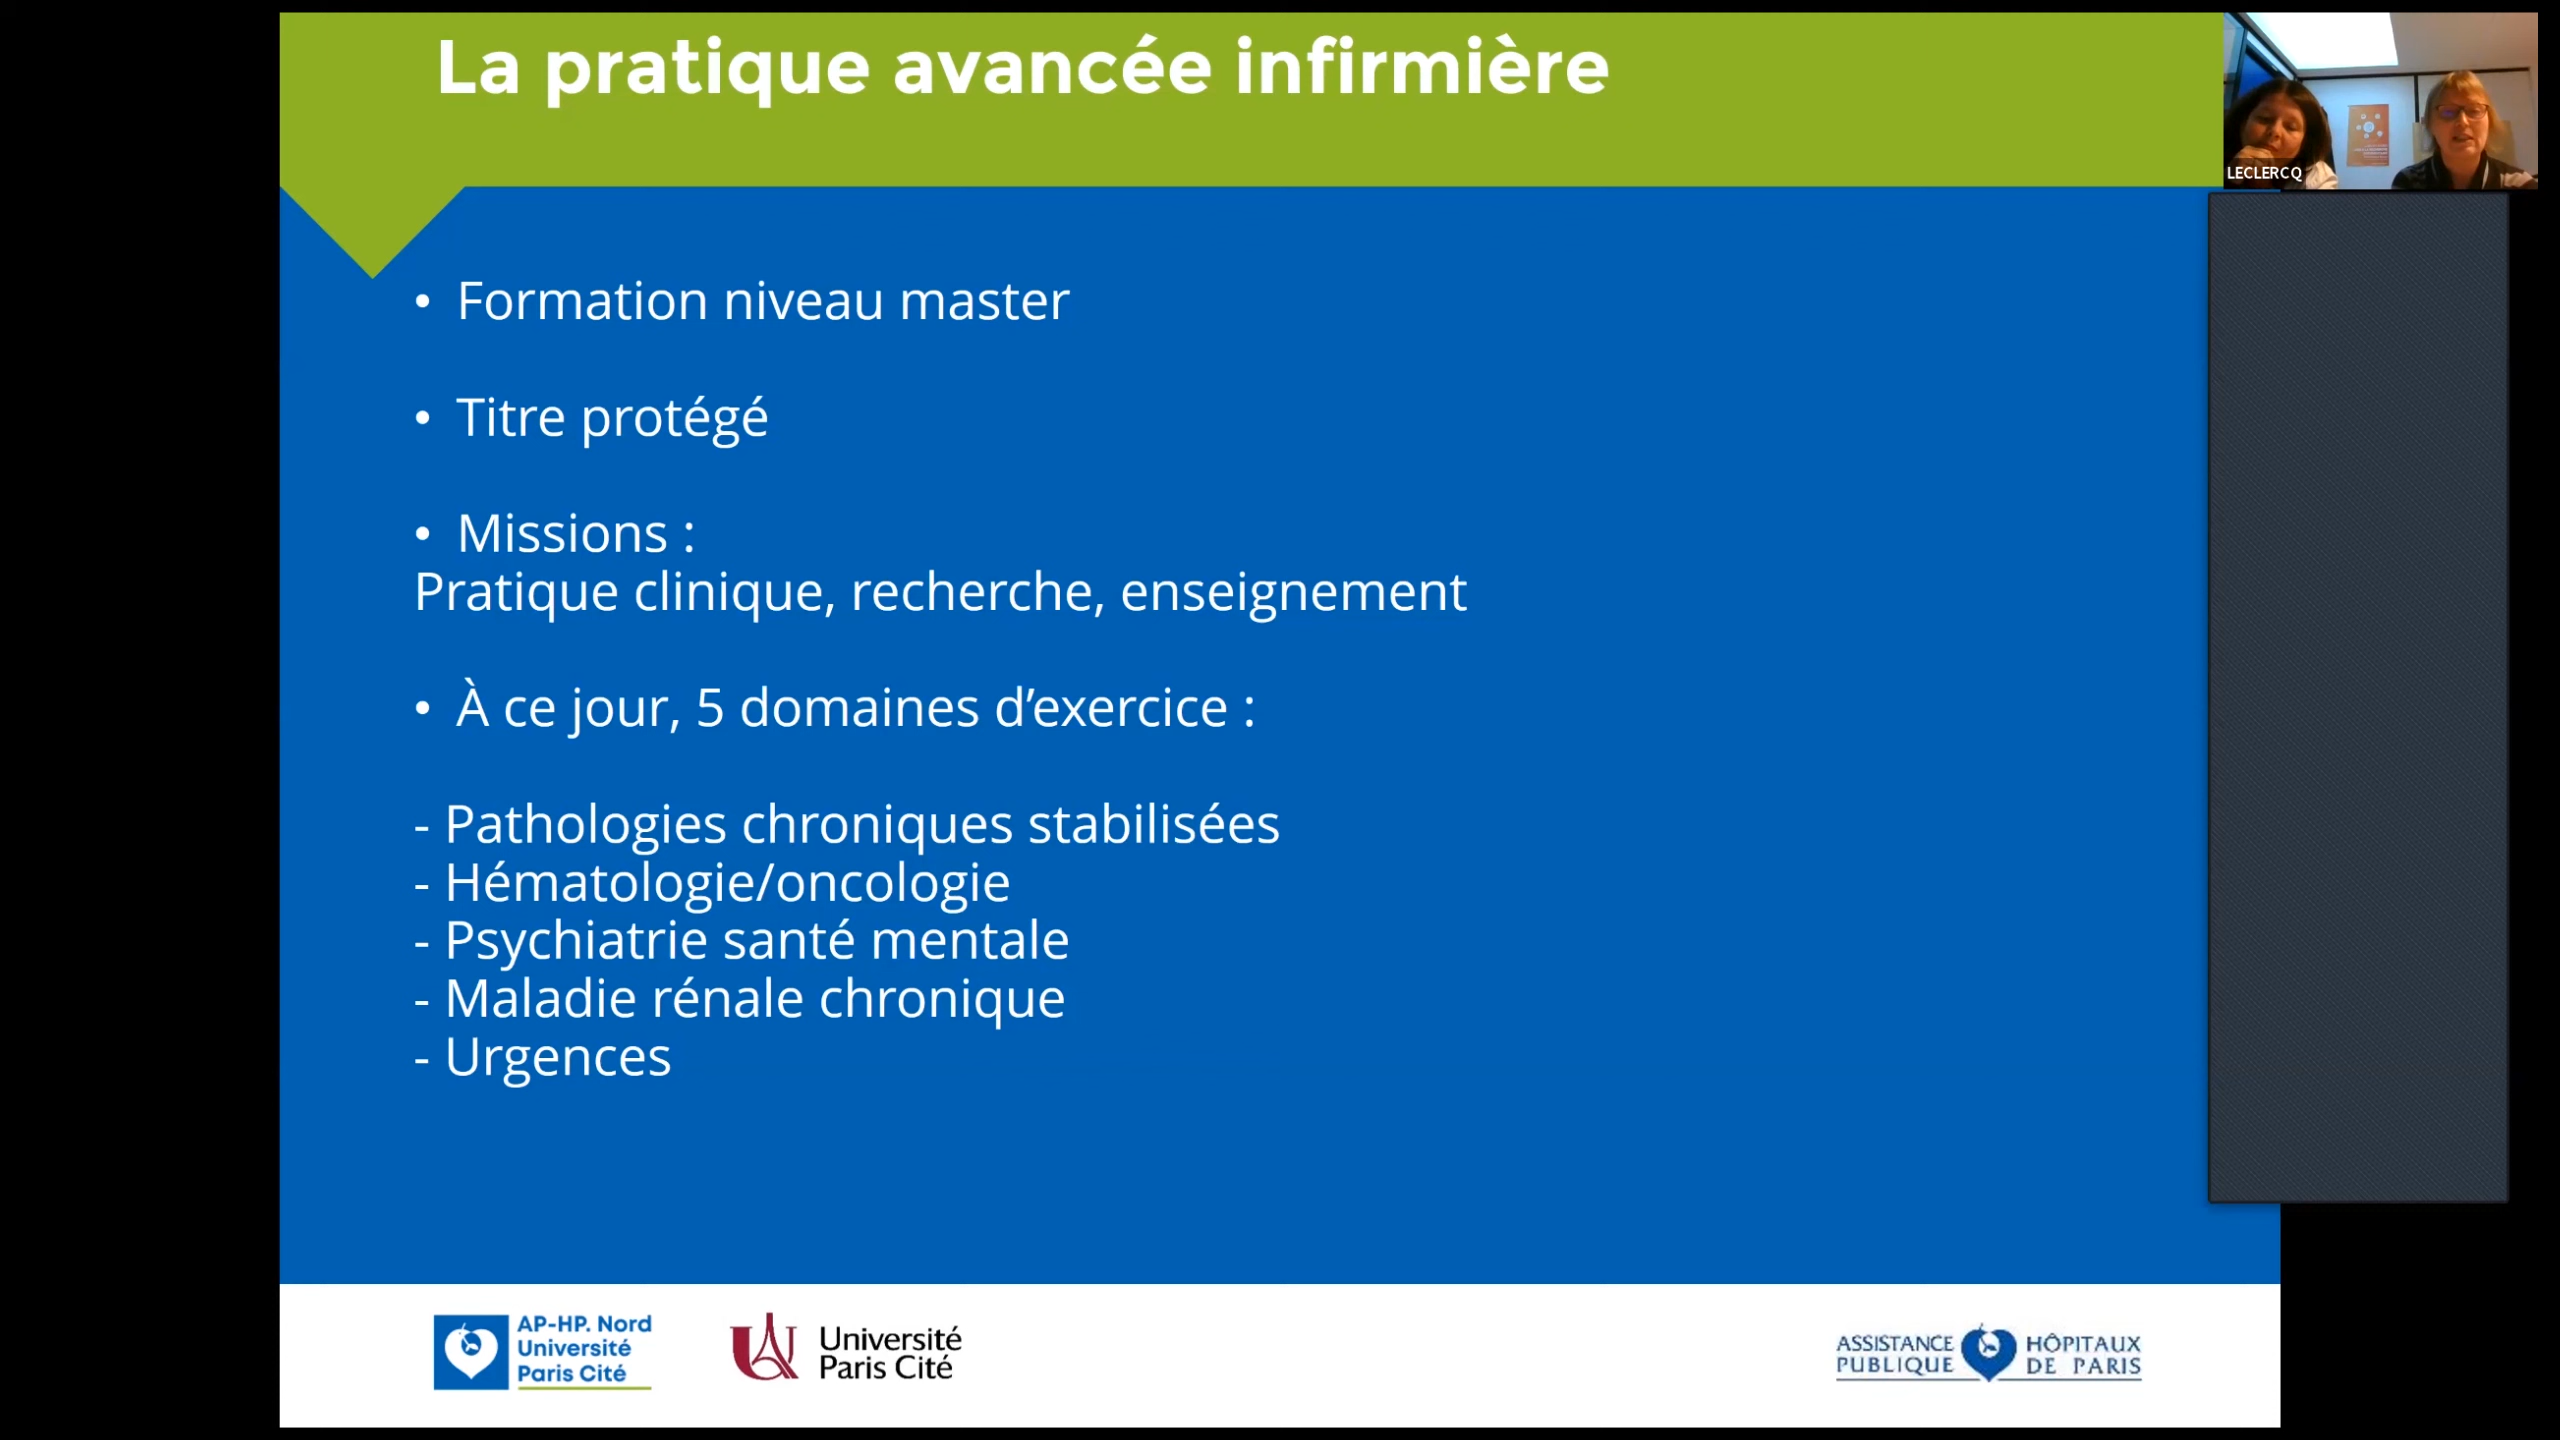 La pratique avancée infirmière
LECLERCQ
• Formation niveau master
• Titre protégé
• Missions :
Pratique clinique, recherche, enseignement
• À ce jour, 5 domaines d’exercice :
- Pathologies chroniques stabilisées
- Hématologie/oncologie
- Psychiatrie santé mentale
- Maladie rénale chronique
- Urgences
AP-HP. Nord
Université
Paris Cité
Université
Paris Cité
ASSISTANCE HÔPITAUX
PUBLIQUE DE PARIS